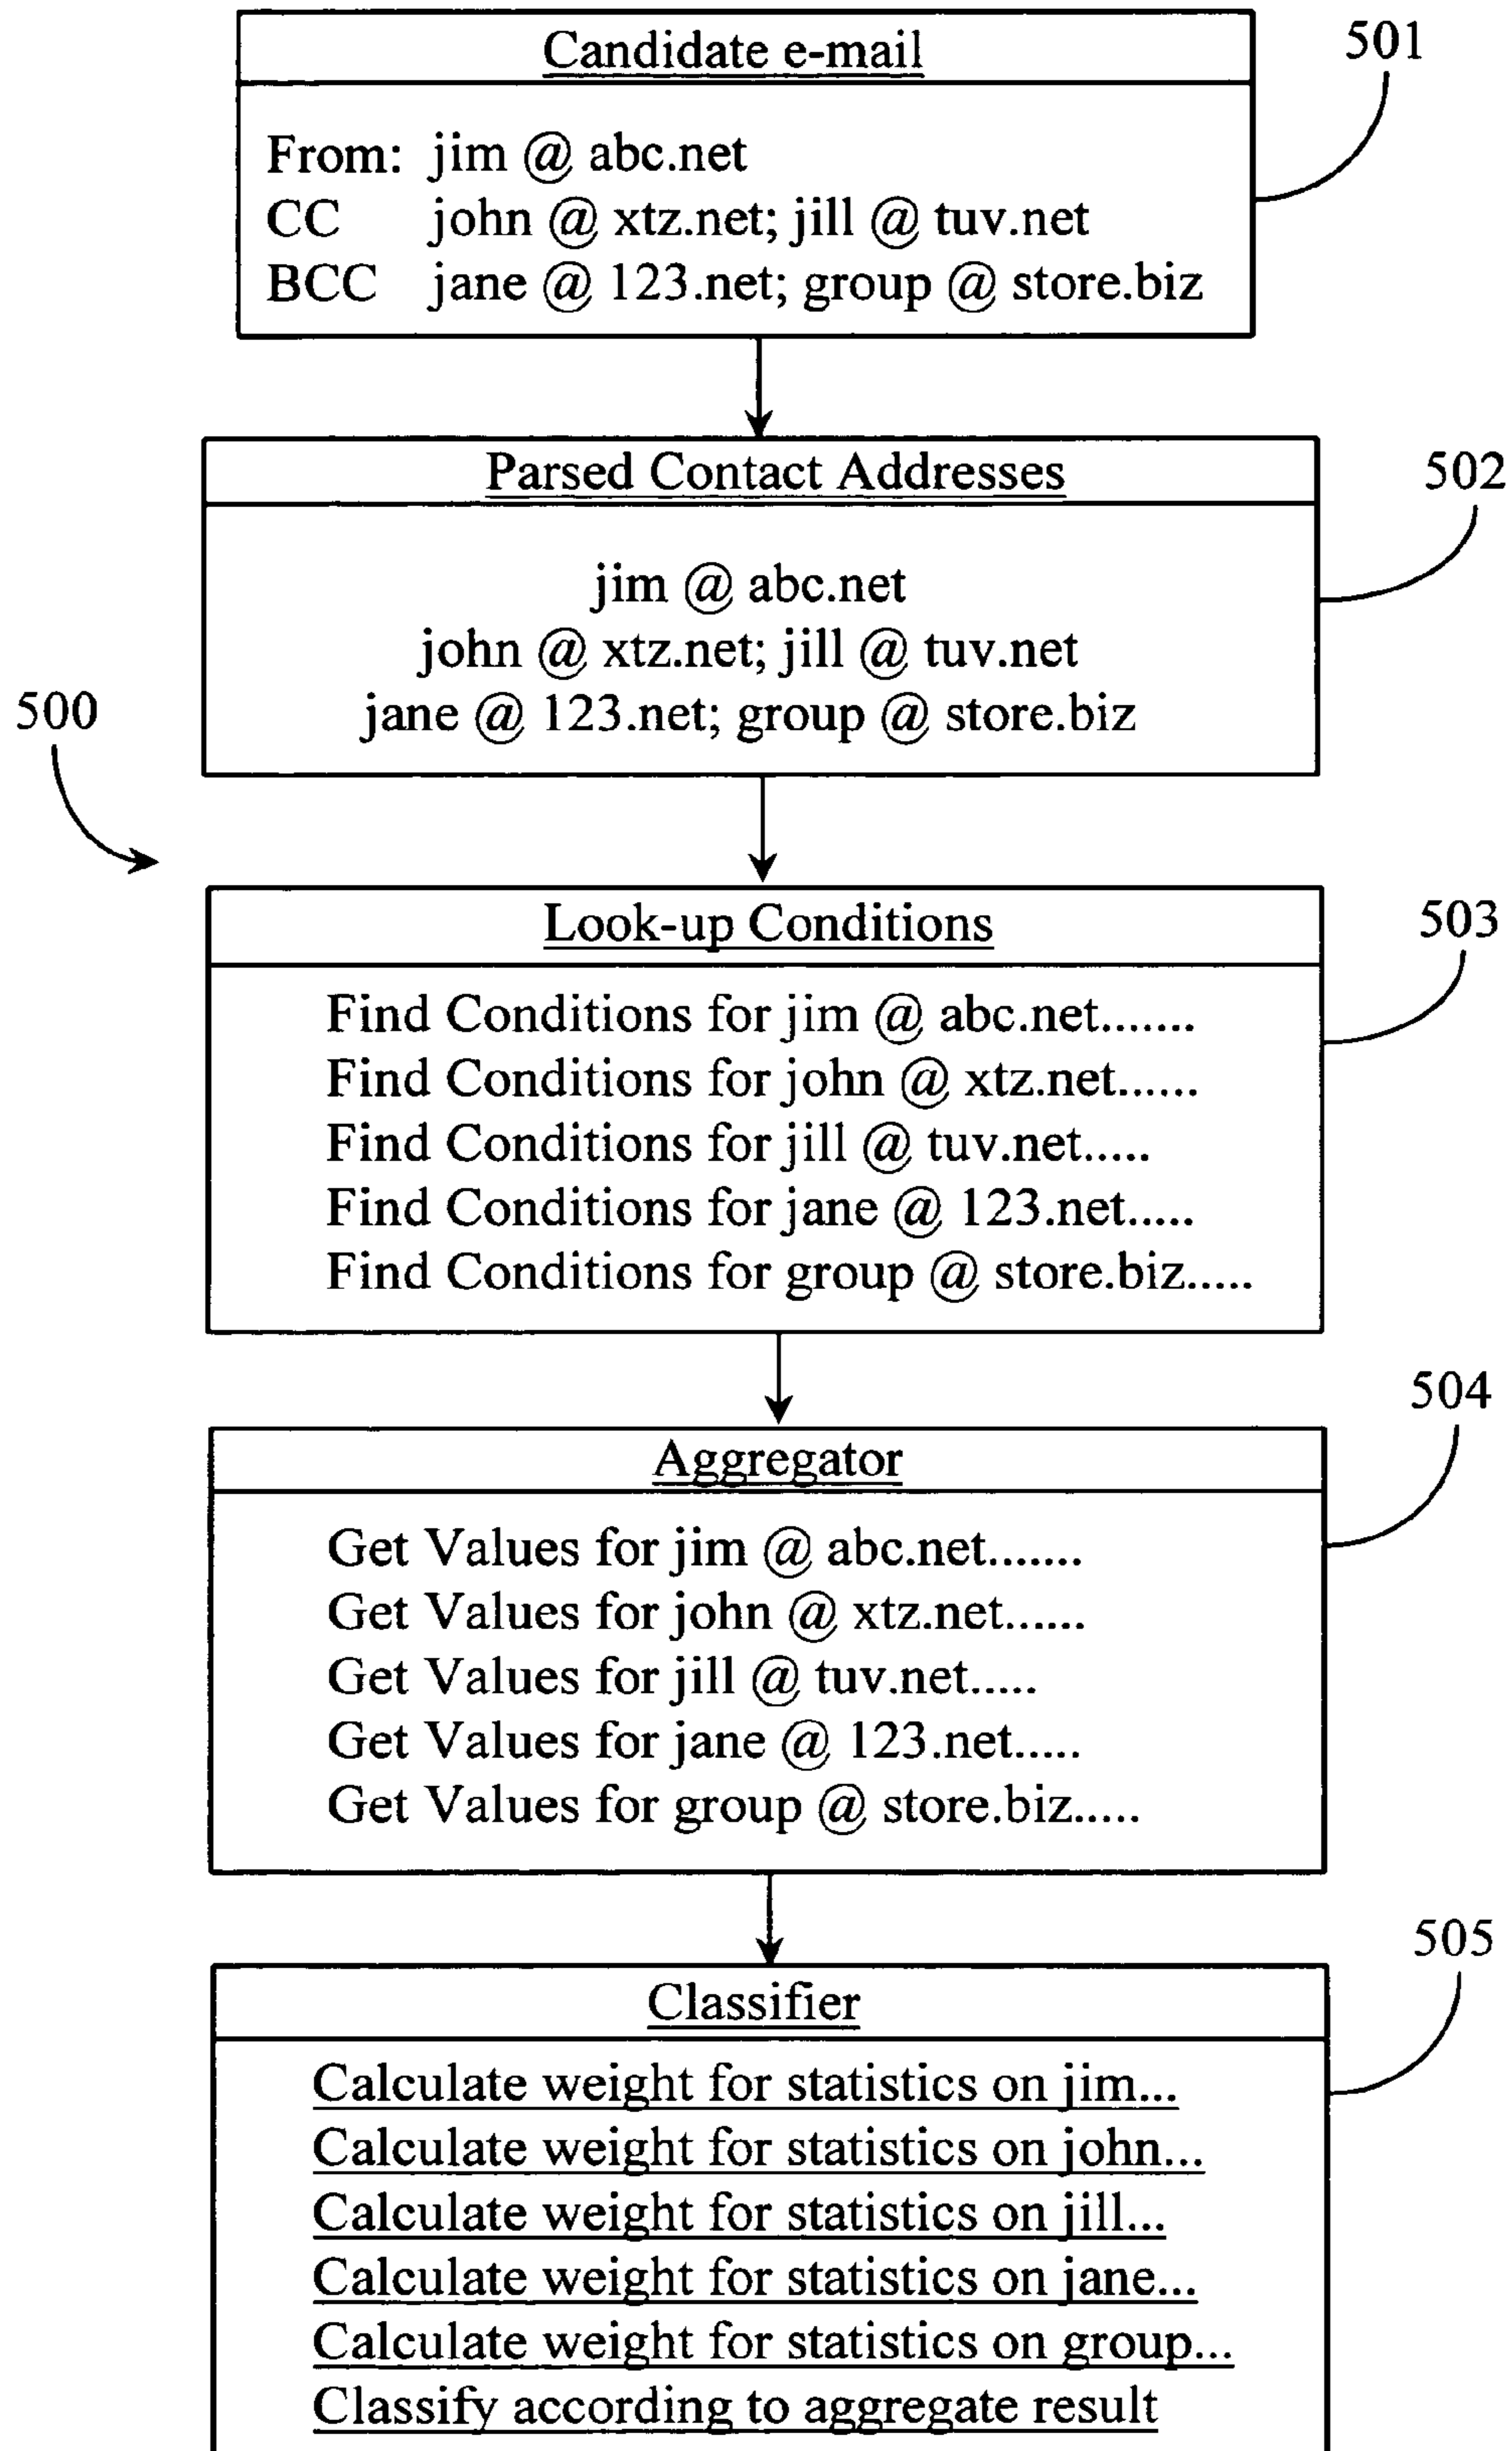 Candidate e-mail
501
From: jim @ abc.net
CC john @ xtz.net; jill @ tuv.net
BCC jane @ 123.net; group @ store.biz
Parsed Contact Addresses
502
jim @ abc.net
john @ xtz.net; jill @ tuv.net
jane @ 123.net; group @ store.biz
500
Look-up Conditions
503
Find Conditions for jim @ abc.net.......
Find Conditions for john @ xtz.net......
Find Conditions for jill @ tuv.net.....
Find Conditions for jane @ 123.net.....
Find Conditions for group @ store.biz.....
504
Aggregator
Get Values for jim @ abc.net.......
Get Values for john @ xtz.net......
Get Values for jill @ tuv.net.....
Get Values for jane @ 123.net.....
Get Values for group @ store.biz.....
505
Classifier
Calculate weight for statistics on jim...
Calculate weight for statistics on john...
Calculate weight for statistics on jill...
Calculate weight for statistics on jane...
Calculate weight for statistics on group...
Classify according to aggregate result